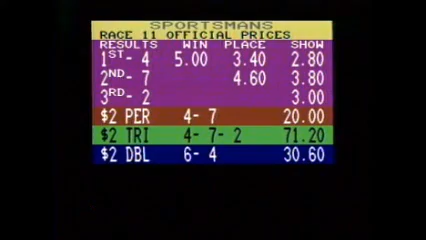 SPORTSMANS
RACE 11 OFFICIAL PRICES
RESULTS WIN PLACE SHOW
1ST- 4 5.00 3.40 2.80
2ND- 7 4.60 3.80
3RD- 2 3.00
$2 PER 4- 7 20.00
$2 TRI 4- 7- 2 71.20
$2 DBL 6- 4 30.60